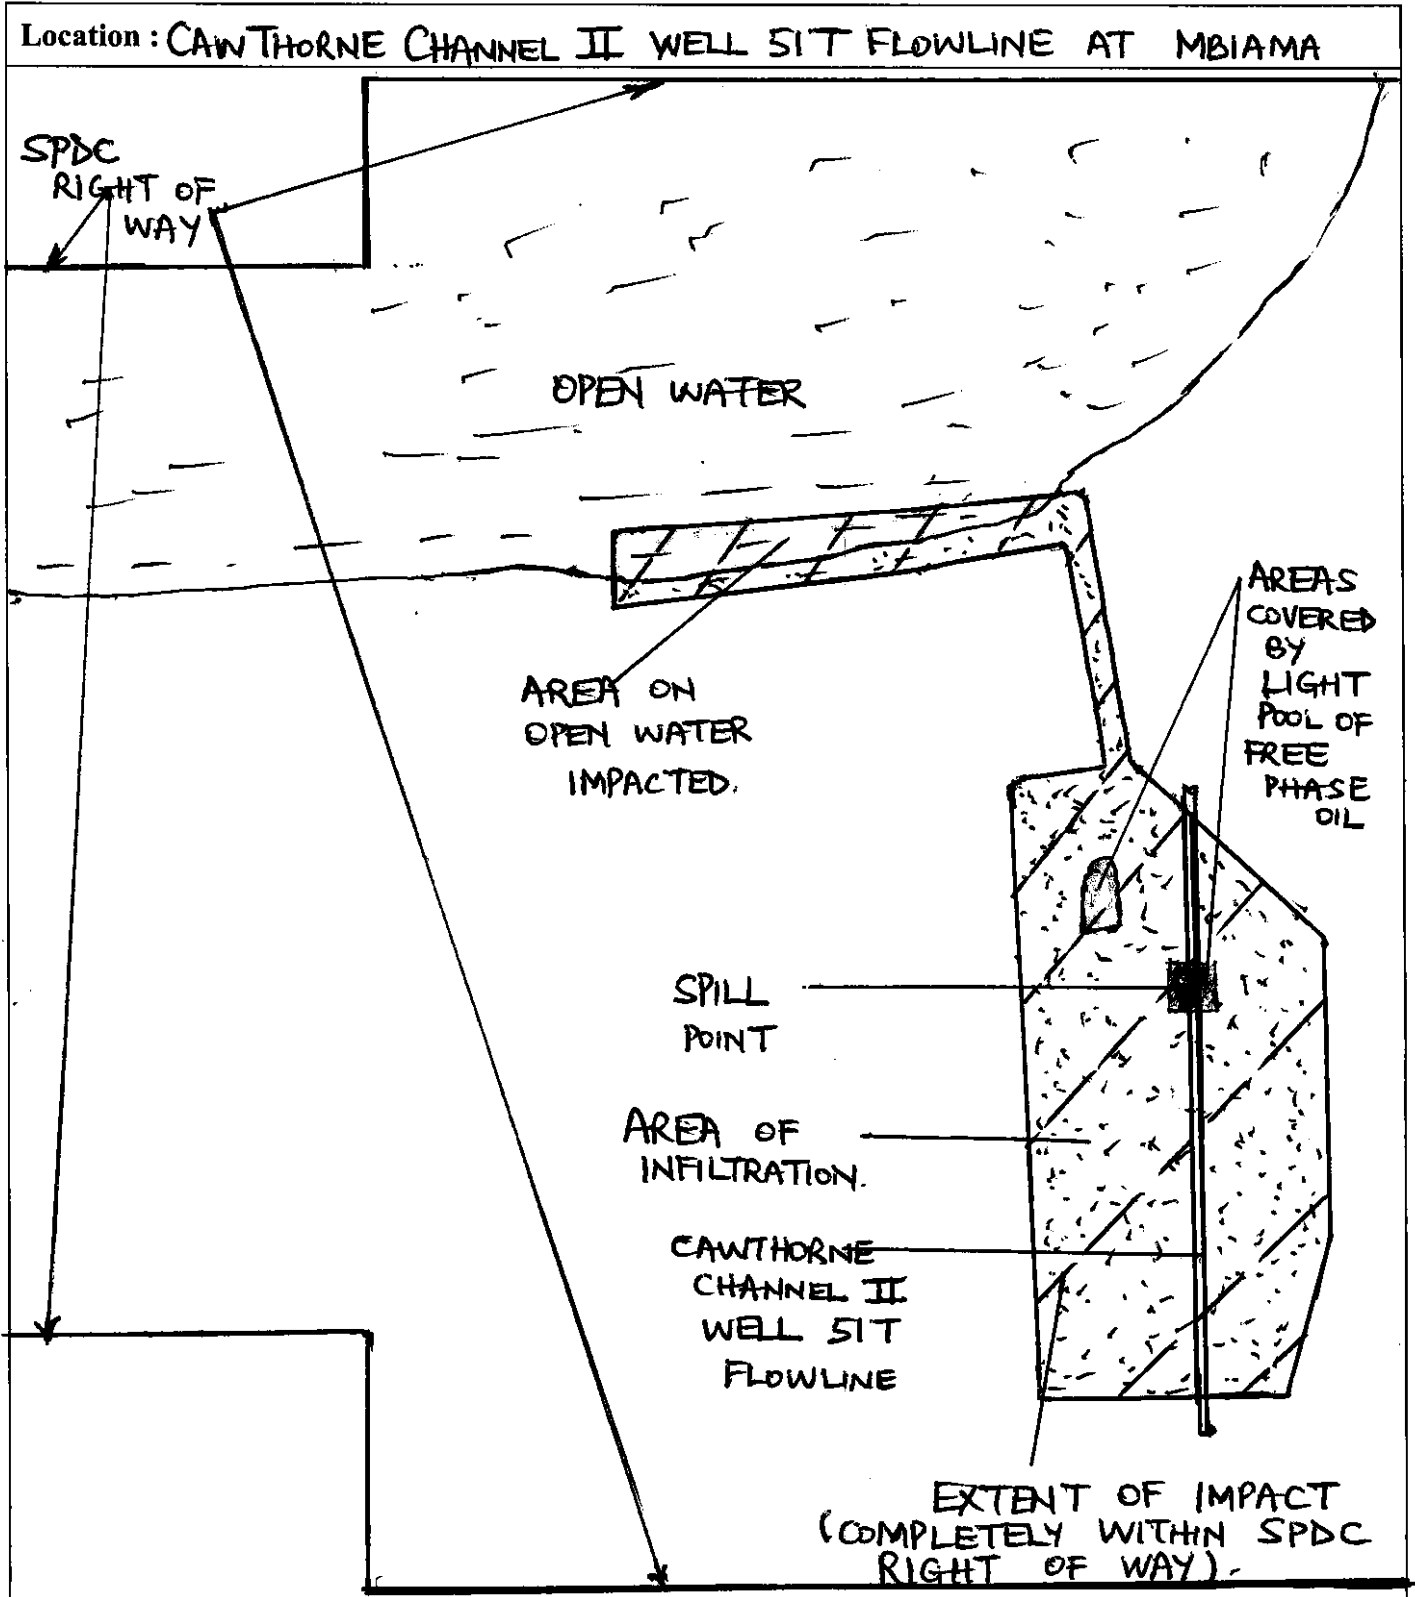 Location : CAWTHORNE CHANNEL II WELL 51T FLOWLINE AT MBIAMA
SPDC
RIGHT OF
WAY
OPEN WATER
AREAS
COVERED
BY
LIGHT
POOL OF
FREE
PHASE
OIL
AREA ON
OPEN WATER
IMPACTED.
SPILL
POINT
AREA OF
INFILTRATION.
CAWTHORNE
CHANNEL II
WELL 51T
FLOWLINE
EXTENT OF IMPACT
(COMPLETELY WITHIN SPDC
RIGHT OF WAY).